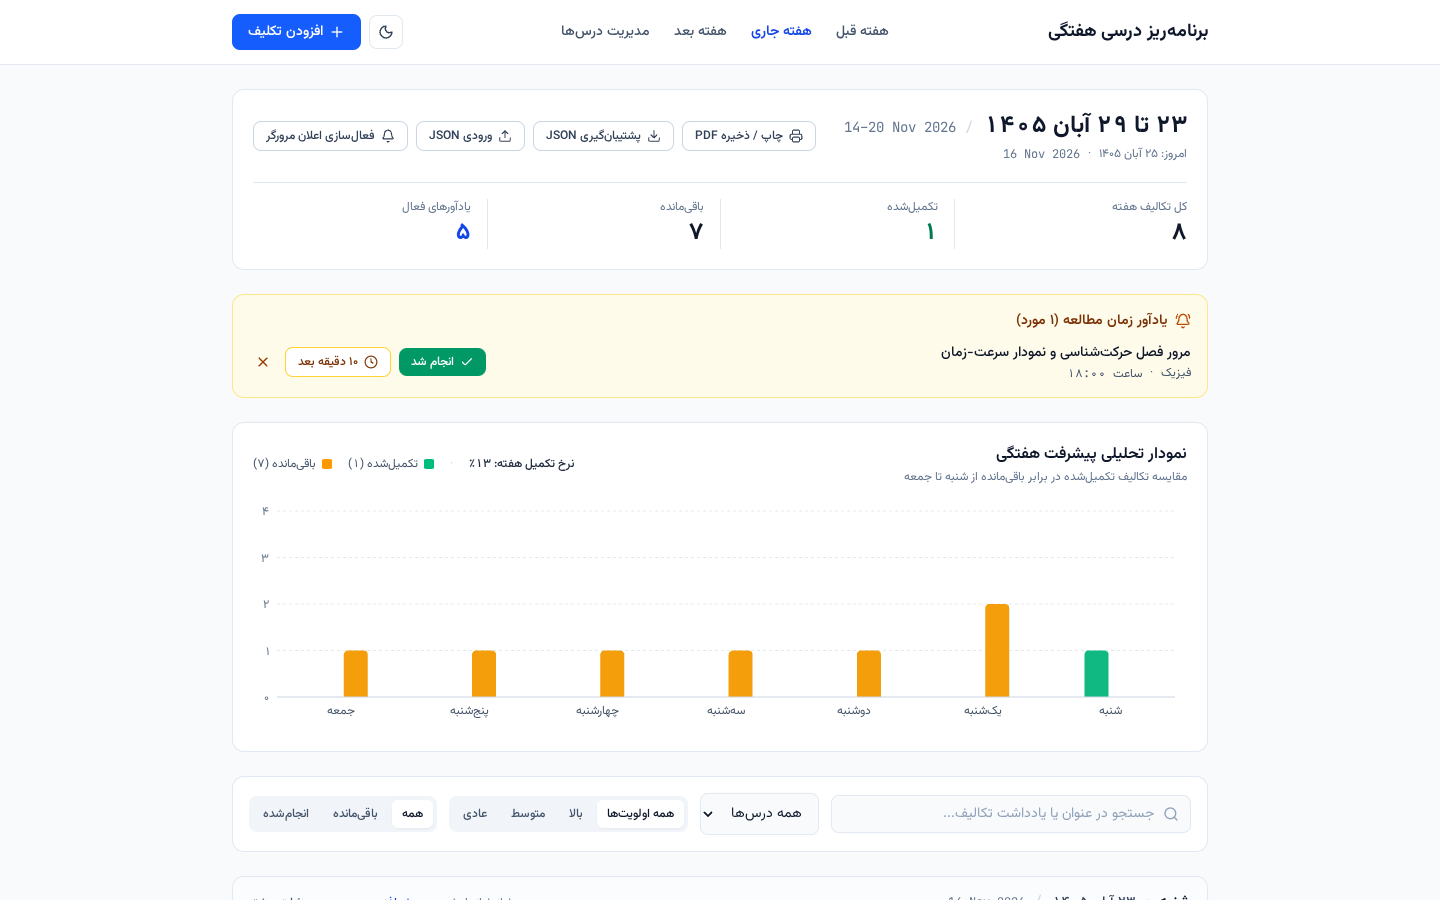 برنامه‌ریز درسی هفتگی
هفته قبل
هفته جاری
هفته بعد
مدیریت درس‌ها
افزودن تکلیف
۲۳ تا ۲۹ آبان ۱۴۰۵ / 14–20 Nov 2026
امروز: ۲۵ آبان ۱۴۰۵ · 16 Nov 2026
چاپ / ذخیره PDF
پشتیبان‌گیری JSON
ورودی JSON
فعال‌سازی اعلان مرورگر
کل تکالیف هفته
۸
تکمیل‌شده
۱
باقی‌مانده
۷
یادآورهای فعال
۵
یادآور زمان مطالعه (۱ مورد)
مرور فصل حرکت‌شناسی و نمودار سرعت-زمان
فیزیک · ساعت ۱۸:۰۰
انجام شد
۱۰ دقیقه بعد
نمودار تحلیلی پیشرفت هفتگی
مقایسه تکالیف تکمیل‌شده در برابر باقی‌مانده از شنبه تا جمعه
نرخ تکمیل هفته: ۱۳٪ · تکمیل‌شده (۱) باقی‌مانده (۷)
۴
۳
۲
۱
۰
شنبه
یک‌شنبه
دوشنبه
سه‌شنبه
چهارشنبه
پنج‌شنبه
جمعه
جستجو در عنوان یا یادداشت تکالیف...
همه درس‌ها
همه اولویت‌ها
بالا
متوسط
عادی
همه
باقی‌مانده
انجام‌شده